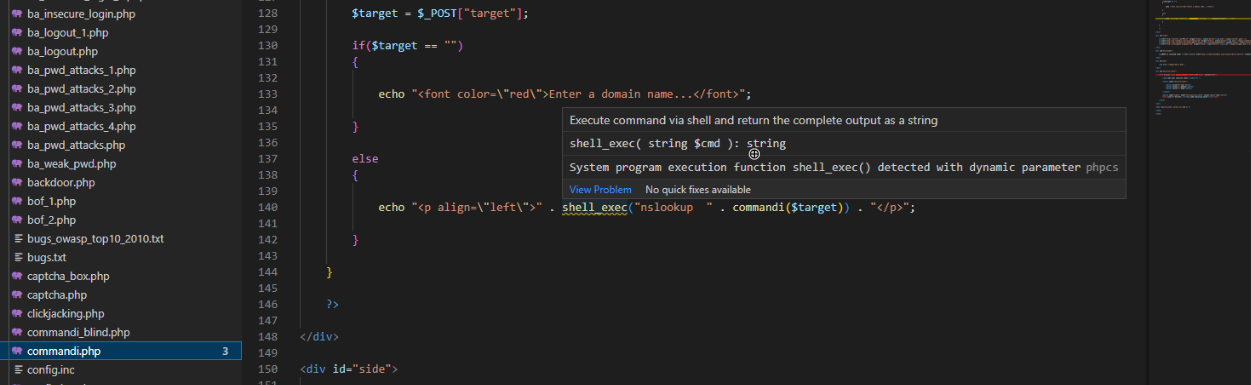 ba_insecure_login.php
ba_logout_1.php
ba_logout.php
ba_pwd_attacks_1.php
ba_pwd_attacks_2.php
ba_pwd_attacks_3.php
ba_pwd_attacks_4.php
ba_pwd_attacks.php
ba_weak_pwd.php
backdoor.php
bof_1.php
bof_2.php
bugs_owasp_top10_2010.txt
bugs.txt
captcha_box.php
captcha.php
clickjacking.php
commandi_blind.php
commandi.php 3
config.inc
128 $target = $_POST["target"];
129
130 if($target == "")
131 {
132
133 echo "<font color=\"red\">Enter a domain name...</font>";
134
135 }
136
137 else
138 {
139
140 echo "<p align=\"left\">" . shell_exec("nslookup  " . commandi($target)) . "</p>";
141
142 }
143
144 }
145
146 ?>
147
148 </div>
149
150 <div id="side">
151
Execute command via shell and return the complete output as a string
shell_exec( string $cmd ): string
System program execution function shell_exec() detected with dynamic parameter phpcs
View Problem No quick fixes available